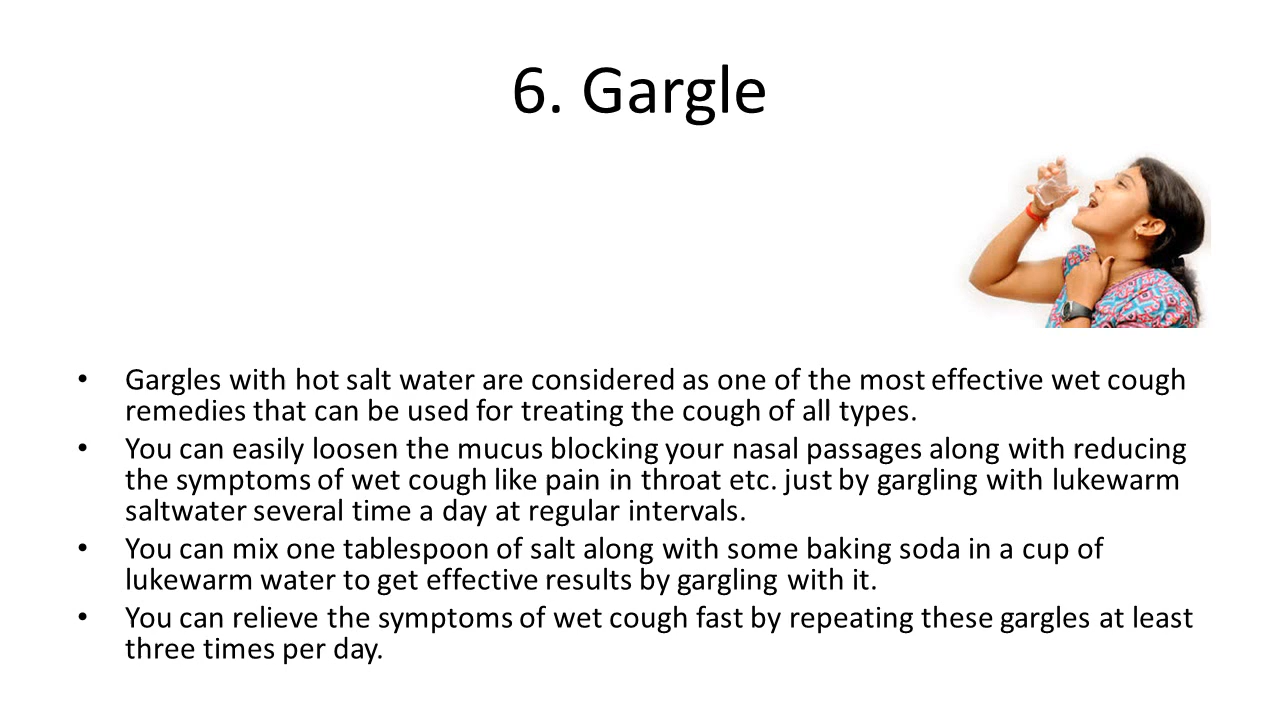 6. Gargle
• Gargles with hot salt water are considered as one of the most effective wet cough
remedies that can be used for treating the cough of all types.
• You can easily loosen the mucus blocking your nasal passages along with reducing
the symptoms of wet cough like pain in throat etc. just by gargling with lukewarm
saltwater several time a day at regular intervals.
• You can mix one tablespoon of salt along with some baking soda in a cup of
lukewarm water to get effective results by gargling with it.
• You can relieve the symptoms of wet cough fast by repeating these gargles at least
three times per day.